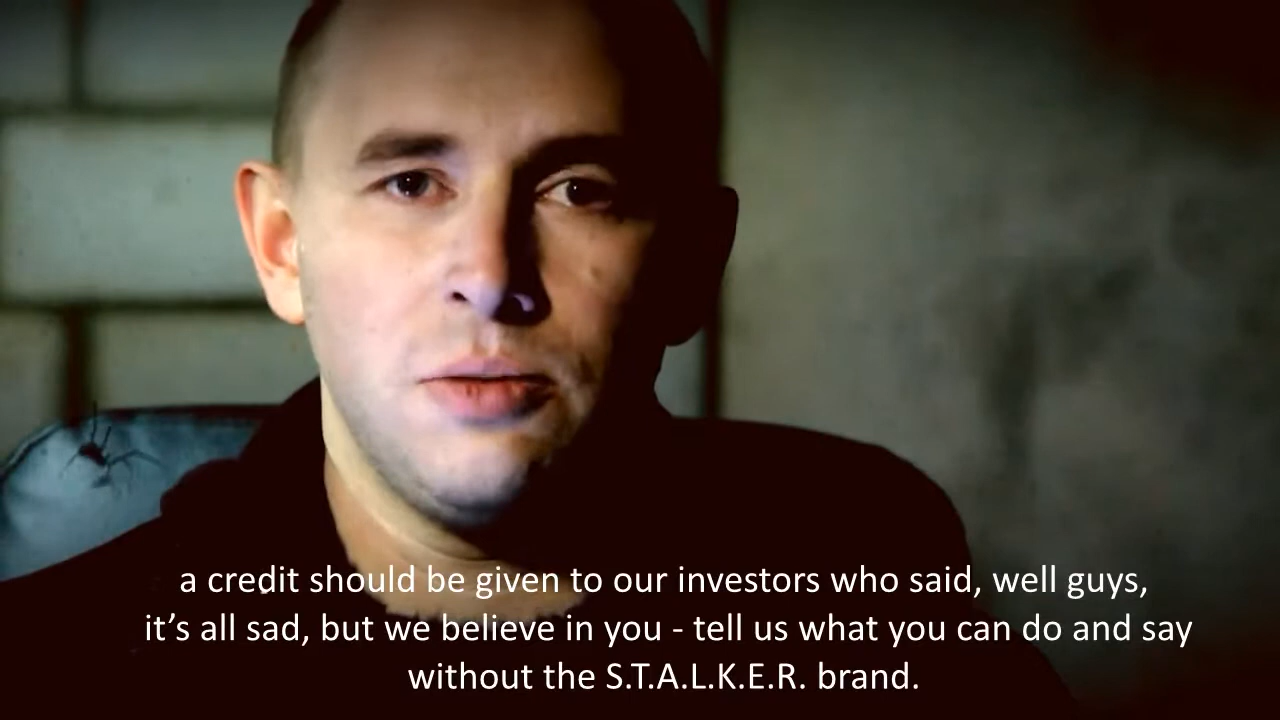 a credit should be given to our investors who said, well guys,
it’s all sad, but we believe in you - tell us what you can do and say
without the S.T.A.L.K.E.R. brand.